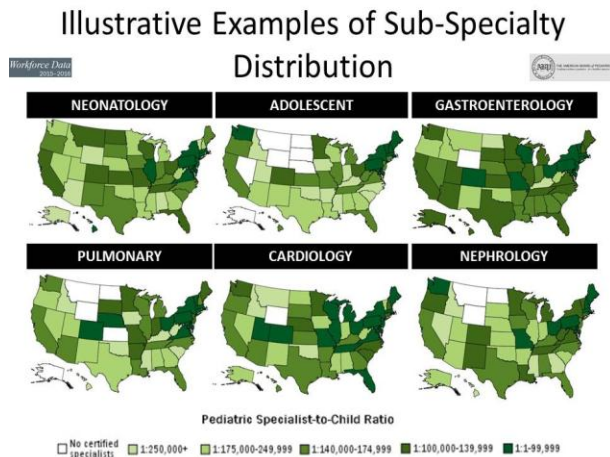 Illustrative Examples of Sub-Specialty
Distribution
Workforce Data
2015–2016
NEONATOLOGY
ADOLESCENT
GASTROENTEROLOGY
PULMONARY
CARDIOLOGY
NEPHROLOGY
Pediatric Specialist-to-Child Ratio
No certified
specialists
1:250,000+
1:175,000-249,999
1:140,000-174,999
1:100,000-139,999
1:1-99,999